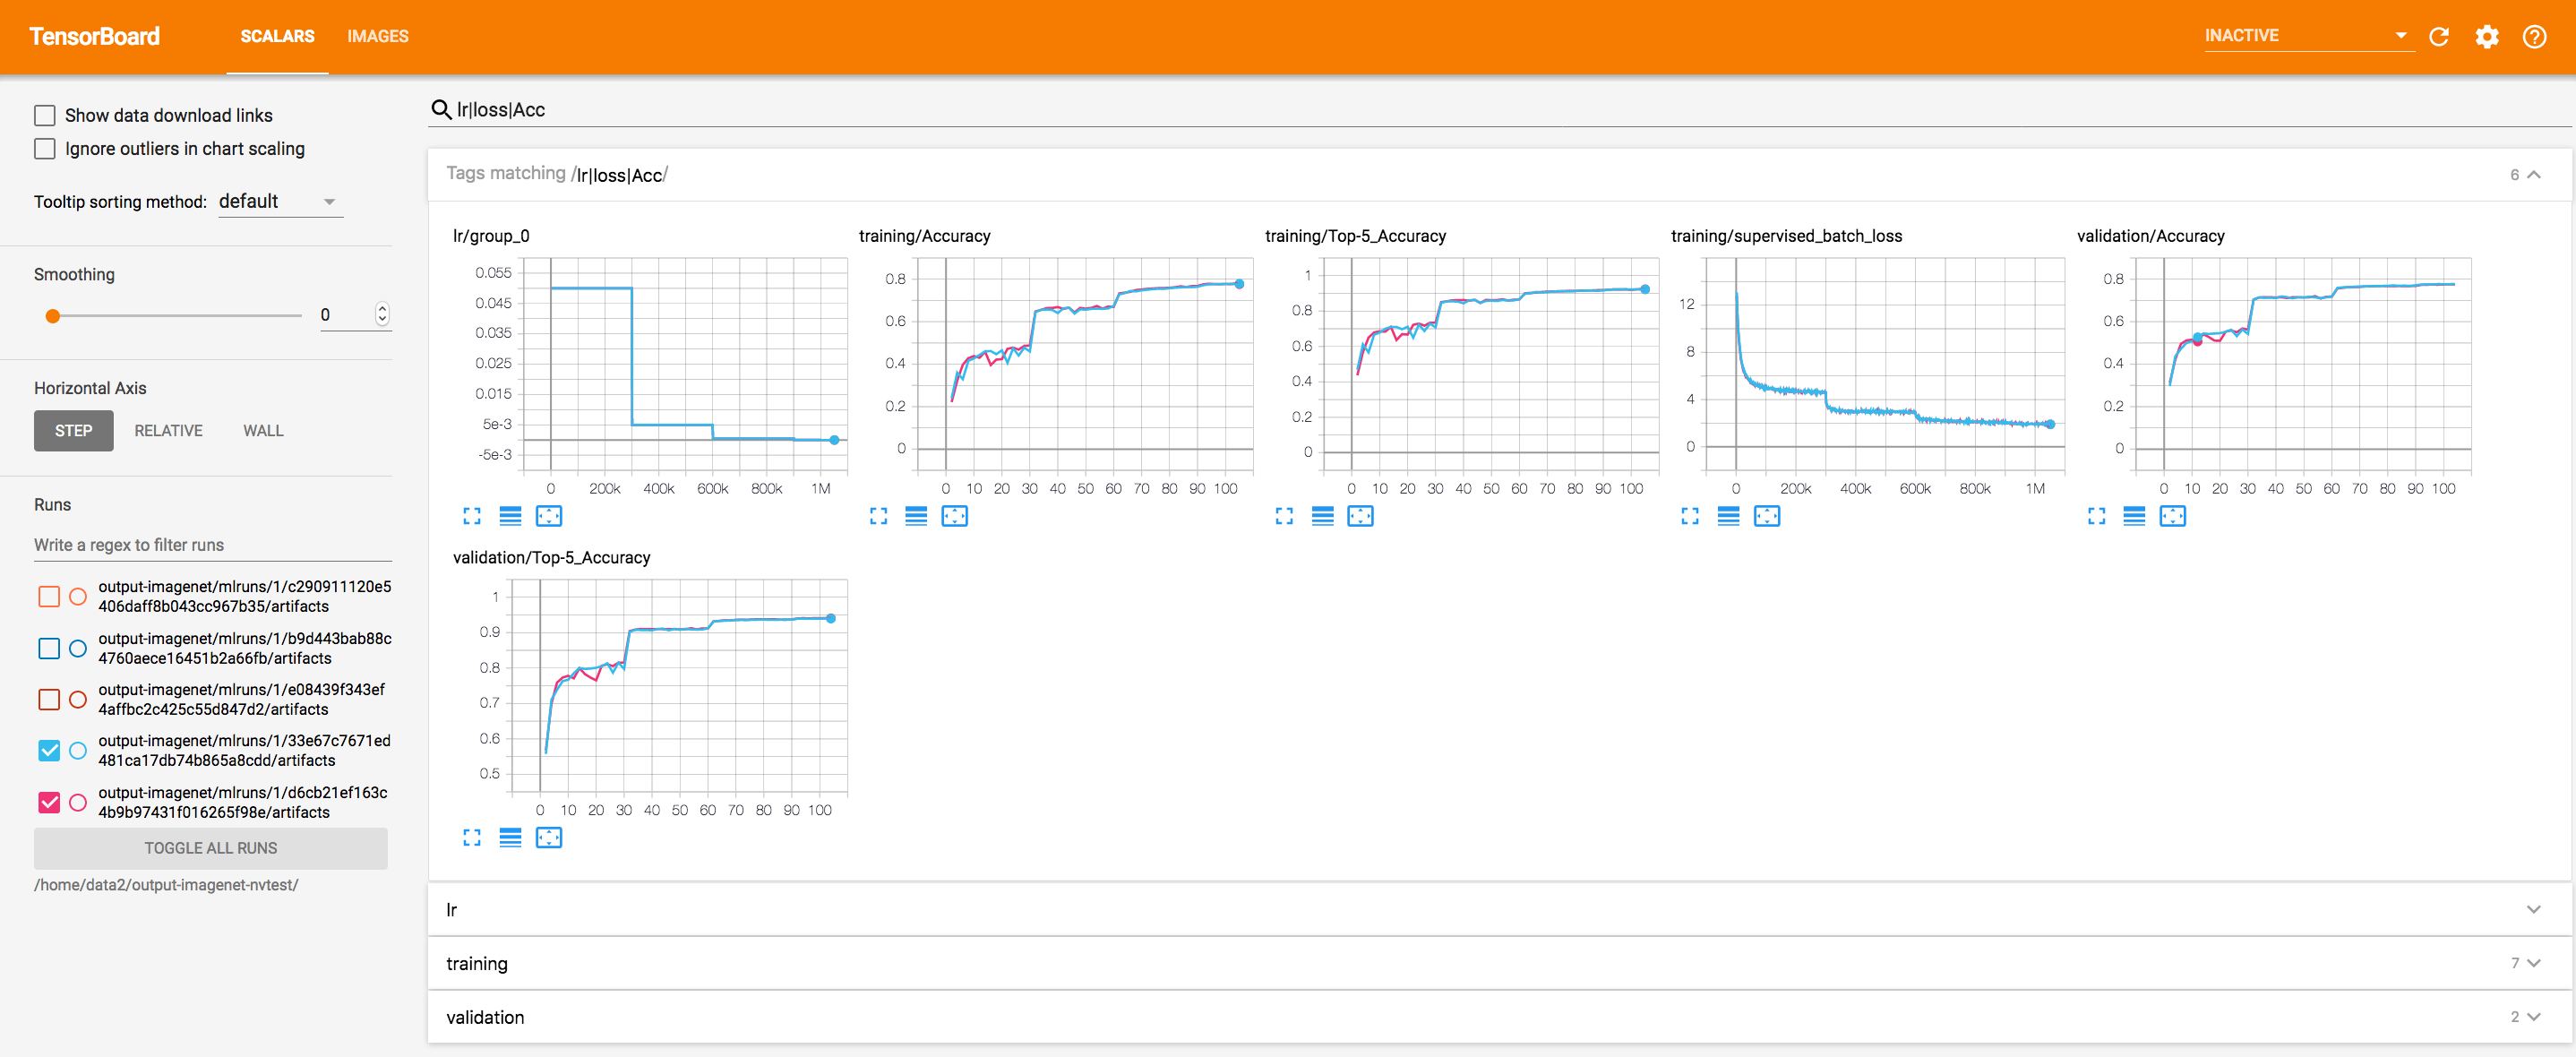 TensorBoard SCALARS IMAGES INACTIVE
Show data download links
Ignore outliers in chart scaling
Tooltip sorting method: default
Smoothing
0
Horizontal Axis
STEP RELATIVE WALL
Runs
Write a regex to filter runs
output-imagenet/mlruns/1/c290911120e5
406daff8b043cc967b35/artifacts
output-imagenet/mlruns/1/b9d443bab88c
4760aece16451b2a66fb/artifacts
output-imagenet/mlruns/1/e08439f343ef
4affbc2c425c55d847d2/artifacts
output-imagenet/mlruns/1/33e67c7671ed
481ca17db74b865a8cdd/artifacts
output-imagenet/mlruns/1/d6cb21ef163c
4b9b97431f016265f98e/artifacts
TOGGLE ALL RUNS
/home/data2/output-imagenet-nvtest/
lr|loss|Acc
Tags matching /lr|loss|Acc/ 6
lr/group_0
0.055
0.045
0.035
0.025
0.015
5e-3
-5e-3
0 200k 400k 600k 800k 1M
training/Accuracy
0.8
0.6
0.4
0.2
0
0 10 20 30 40 50 60 70 80 90 100
training/Top-5_Accuracy
1
0.8
0.6
0.4
0.2
0
0 10 20 30 40 50 60 70 80 90 100
training/supervised_batch_loss
12
8
4
0
0 200k 400k 600k 800k 1M
validation/Accuracy
0.8
0.6
0.4
0.2
0
0 10 20 30 40 50 60 70 80 90 100
validation/Top-5_Accuracy
1
0.9
0.8
0.7
0.6
0.5
0 10 20 30 40 50 60 70 80 90 100
lr
training 7
validation 2